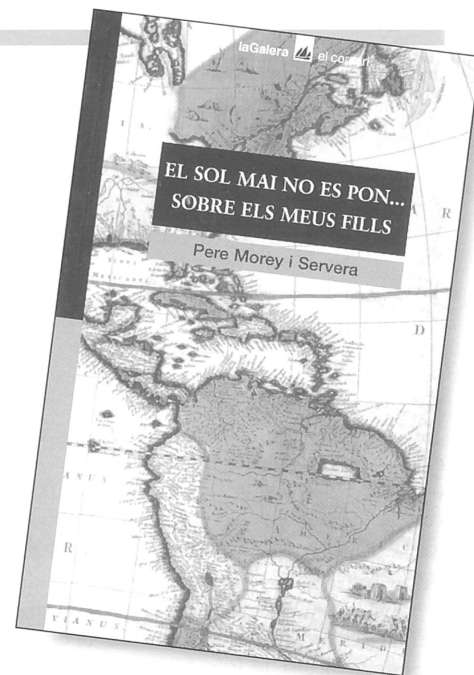 laGalera el corsari
EL SOL MAI NO ES PON...
SOBRE ELS MEUS FILLS
Pere Morey i Servera
R
D
R